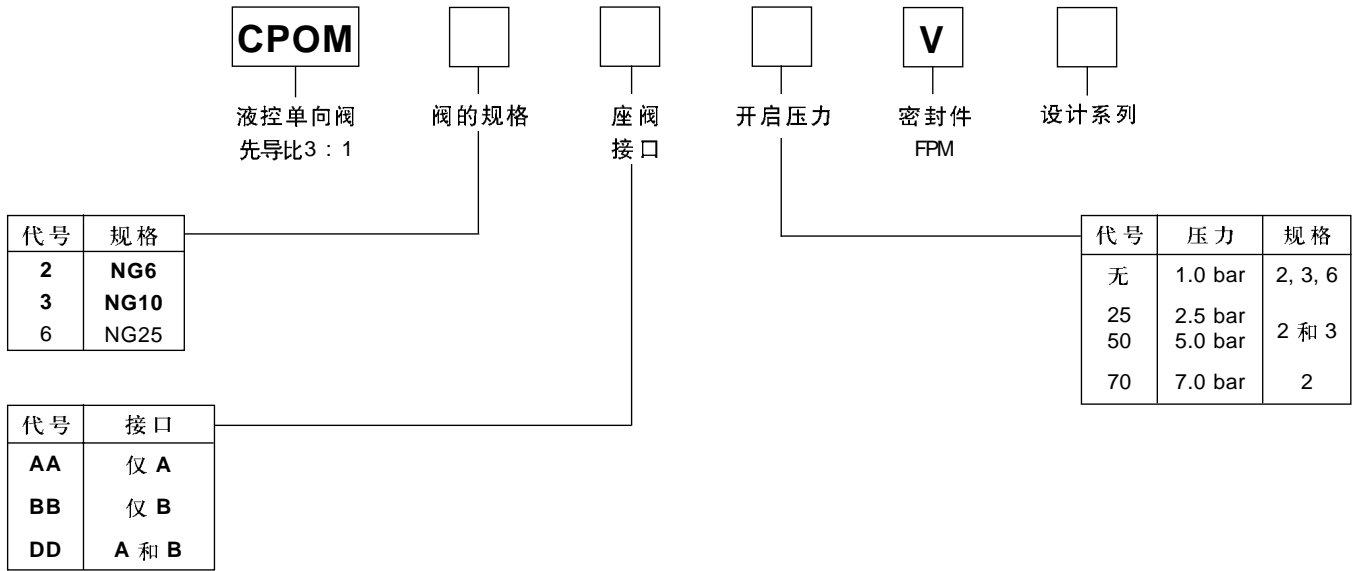 CPOM V
液控单向阀 阀的规格 座阀 开启压力 密封件 设计系列
先导比3 : 1 接口 FPM
代号 规格
2 NG6
3 NG10
6 NG25
代号 压力 规格
无 1.0 bar 2, 3, 6
25 2.5 bar
50 5.0 bar
2 和 3
70 7.0 bar 2
代号 接口
AA 仅 A
BB 仅 B
DD A 和 B